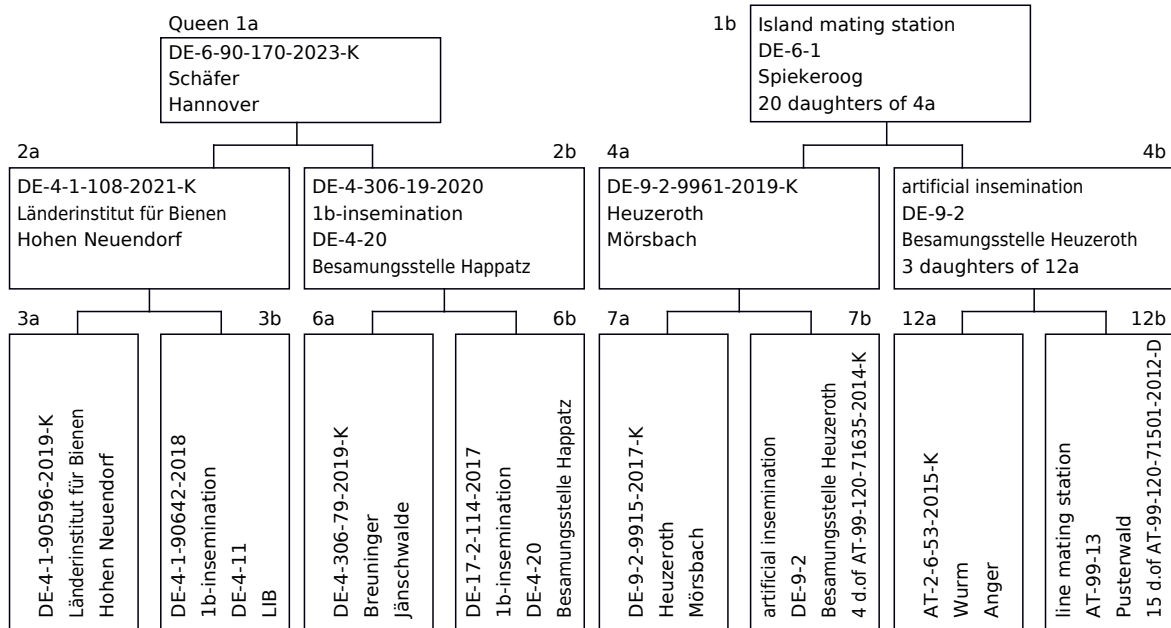 Queen 1a
DE-6-90-170-2023-K
Schäfer
Hannover
1b
Island mating station
DE-6-1
Spiekeroog
20 daughters of 4a
2a
DE-4-1-108-2021-K
Länderinstitut für Bienen
Hohen Neuendorf
2b
DE-4-306-19-2020
1b-insemination
DE-4-20
Besamungsstelle Happatz
4a
DE-9-2-9961-2019-K
Heuzeroth
Mörsbach
4b
artificial insemination
DE-9-2
Besamungsstelle Heuzeroth
3 daughters of 12a
3a
DE-4-1-90596-2019-K
Länderinstitut für Bienen
Hohen Neuendorf
3b
DE-4-1-90642-2018
1b-insemination
DE-4-11
LIB
6a
DE-4-306-79-2019-K
Breuninger
Jänschwalde
6b
DE-17-2-114-2017
1b-insemination
DE-4-20
Besamungsstelle Happatz
7a
DE-9-2-9915-2017-K
Heuzeroth
Mörsbach
7b
artificial insemination
DE-9-2
Besamungsstelle Heuzeroth
4 d.of AT-99-120-71635-2014-K
12a
AT-2-6-53-2015-K
Wurm
Anger
12b
line mating station
AT-99-13
Pusterwald
15 d.of AT-99-120-71501-2012-D